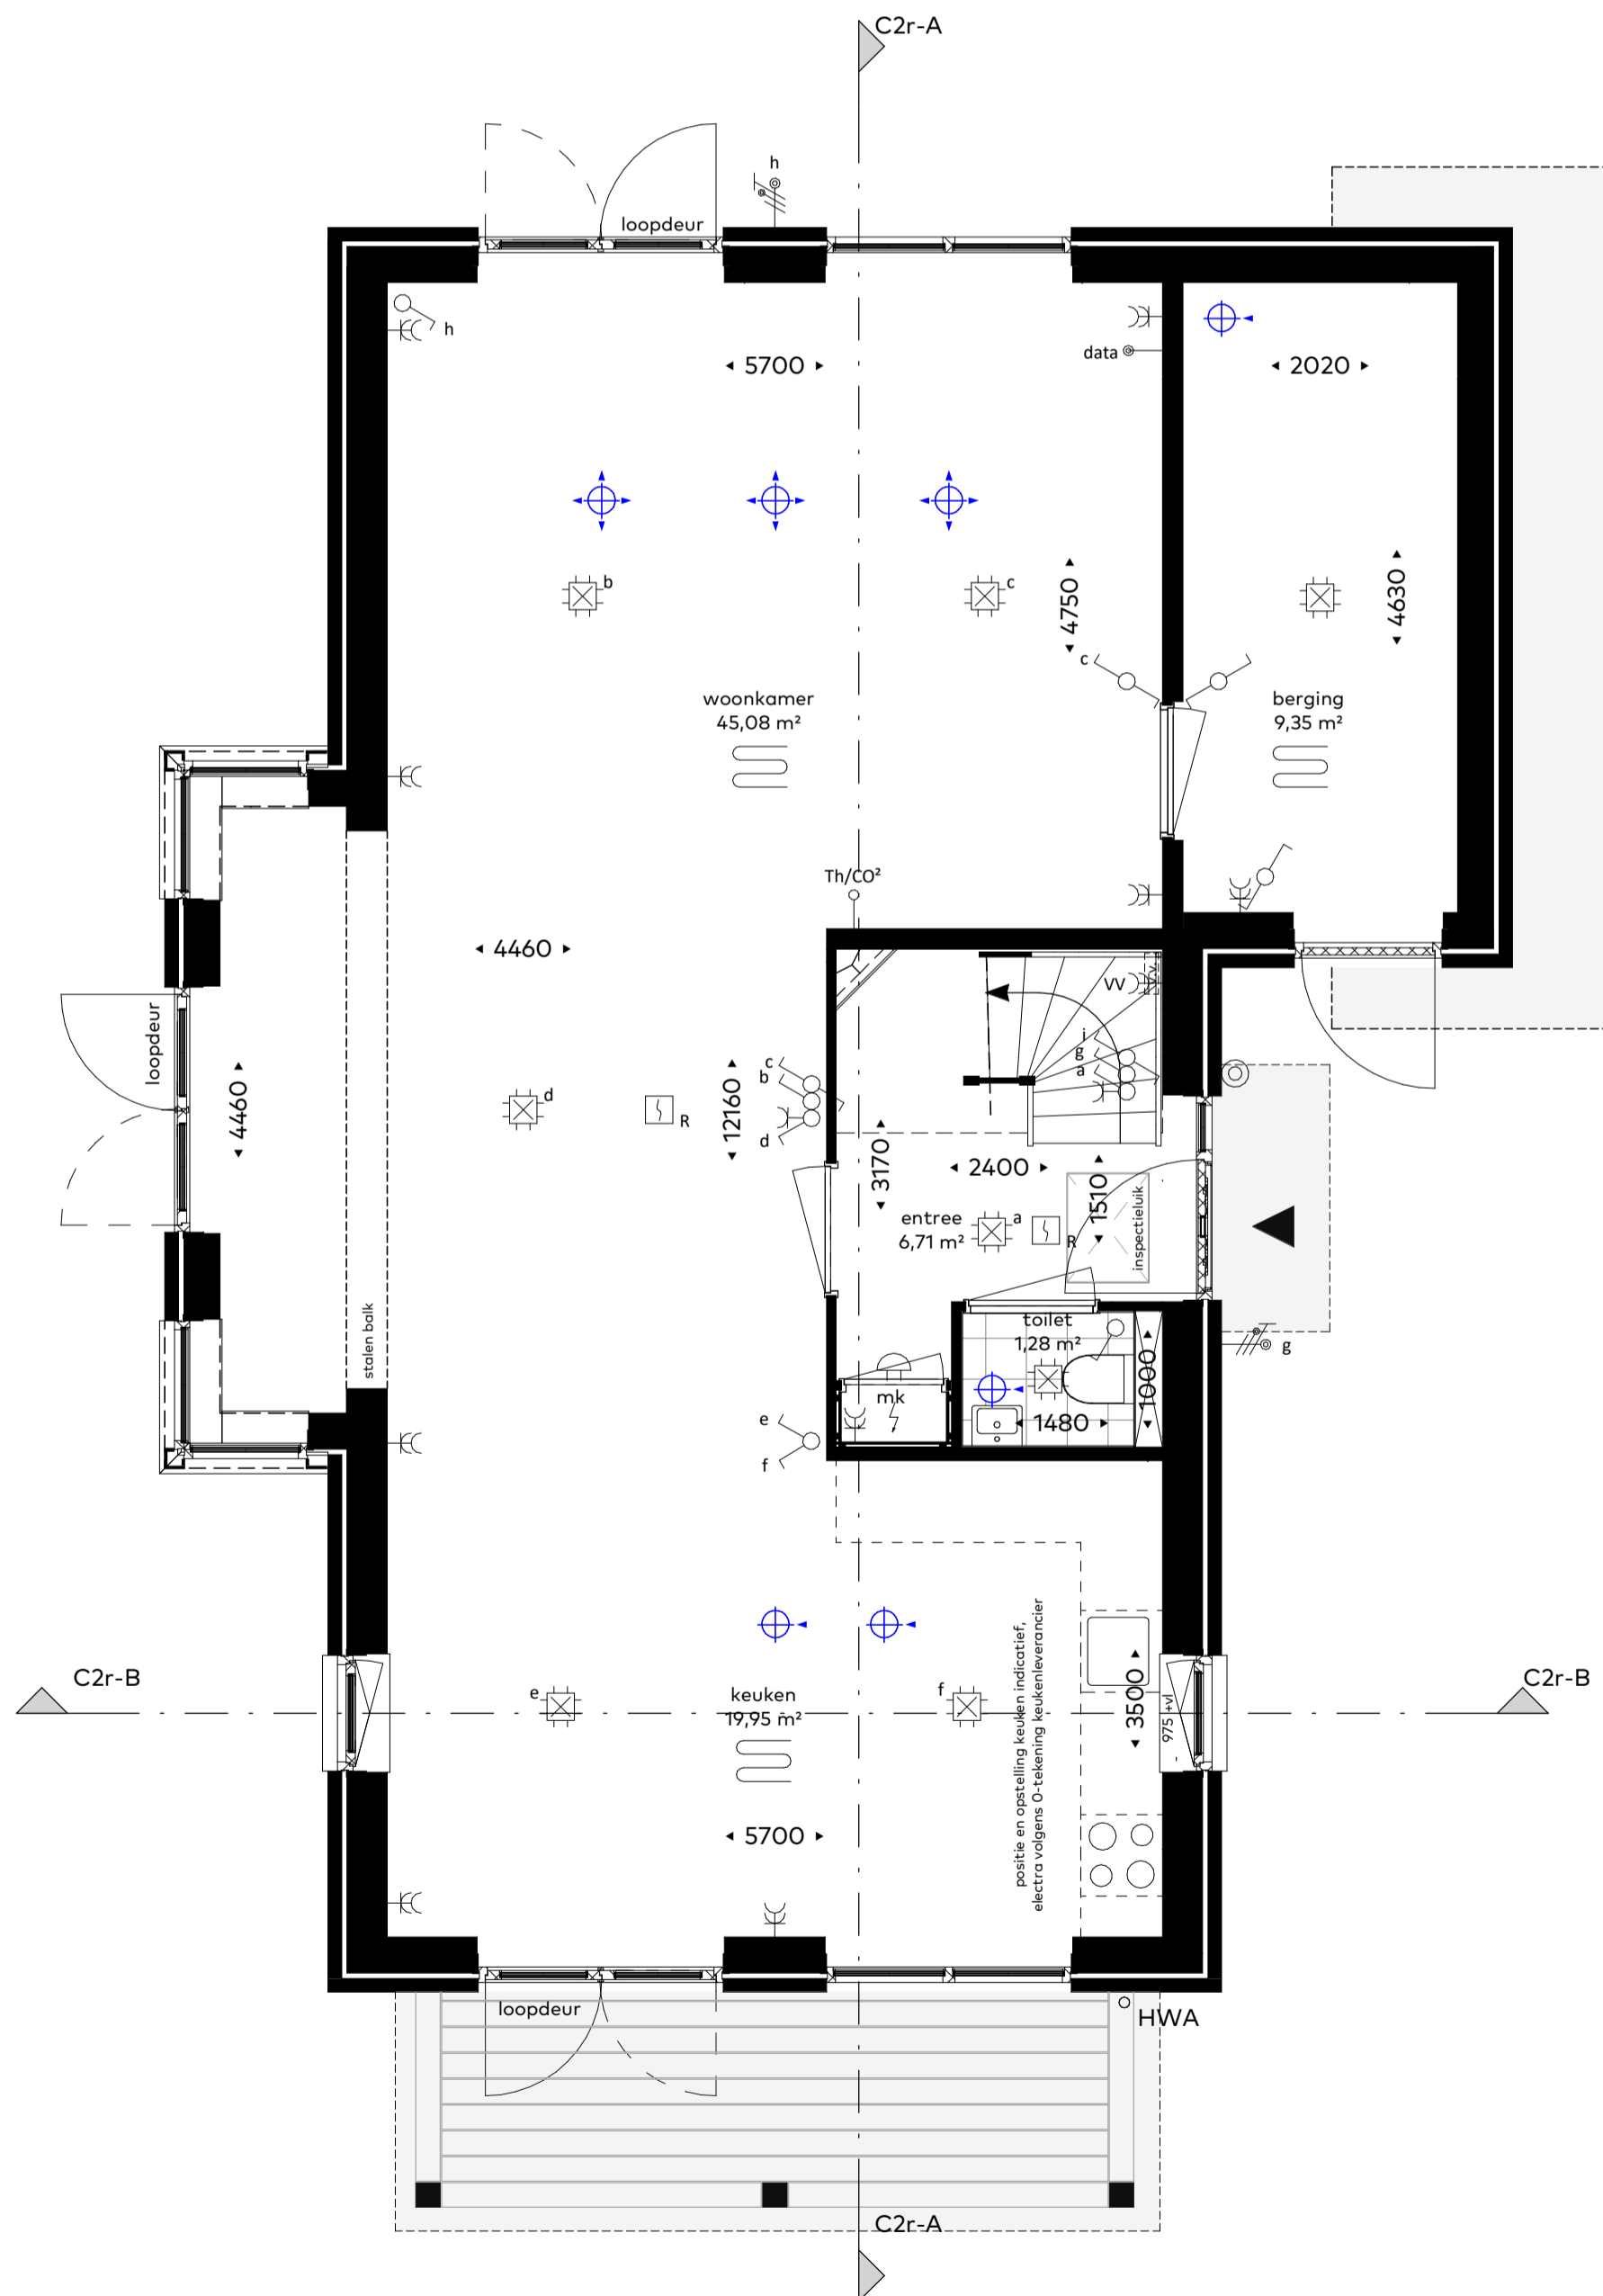 C2r-A
h
loopdeur
h
data
5700
2020
b
c
4750
4630
c
woonkamer
45,08 m²
berging
9,35 m²
Th/CO²
4460
VV
loopdeur
4460
d
R
12160
c
b
d
i
g
a
3170
2400
1510
inspectieluik
entree
6,71 m²
a
R
stalen balk
toilet
1,28 m²
1000
1480
mk
g
e
f
positie en opstelling keuken indicatief,
electra volgens 0-tekening keukenleverancier
3500
975 +vl
C2r-B
C2r-B
e
f
keuken
19,95 m²
5700
loopdeur
HWA
C2r-A